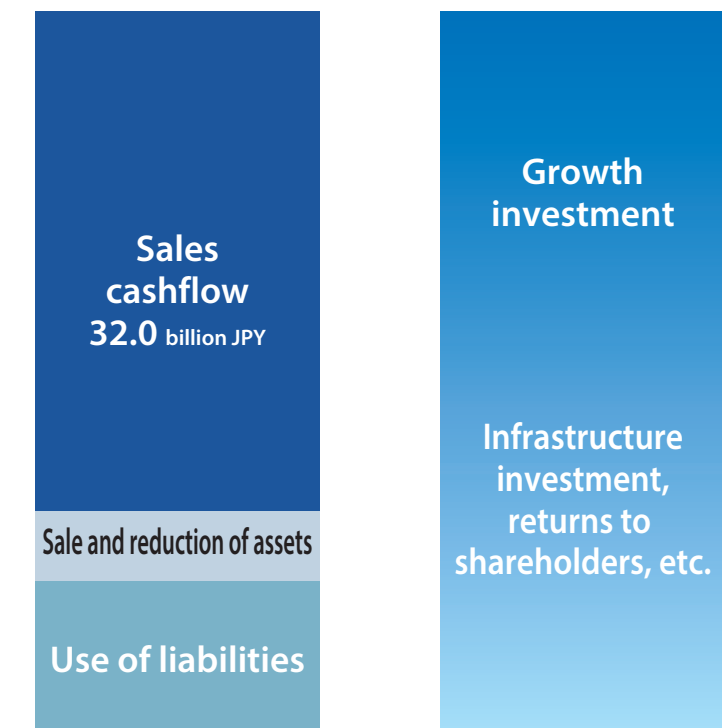 Sales
cashflow
32.0 billion JPY
Sale and reduction of assets
Use of liabilities
Growth
investment
Infrastructure
investment,
returns to
shareholders, etc.